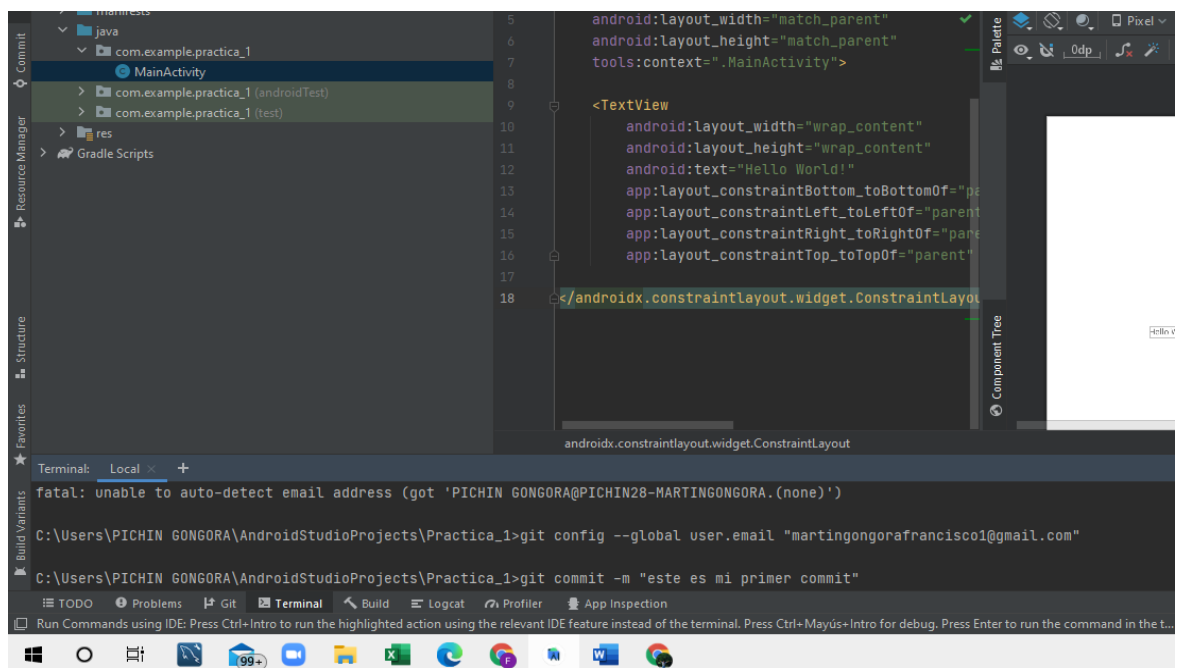 manifests
java
com.example.practica_1
MainActivity
com.example.practica_1 (androidTest)
com.example.practica_1 (test)
res
Gradle Scripts
Commit
Resource Manager
Structure
Favorites
Build Variants
5 android:layout_width="match_parent"
6 android:layout_height="match_parent"
7 tools:context=".MainActivity">
8
9 <TextView
10 android:layout_width="wrap_content"
11 android:layout_height="wrap_content"
12 android:text="Hello World!"
13 app:layout_constraintBottom_toBottomOf="pa
14 app:layout_constraintLeft_toLeftOf="parent
15 app:layout_constraintRight_toRightOf="pare
16 app:layout_constraintTop_toTopOf="parent"
17
18 </androidx.constraintlayout.widget.ConstraintLayou
androidx.constraintlayout.widget.ConstraintLayout
Palette
Pixel
0dp
Component Tree
Hello
Terminal: Local × +
fatal: unable to auto-detect email address (got 'PICHIN GONGORA@PICHIN28-MARTINGONGORA.(none)')
C:\Users\PICHIN GONGORA\AndroidStudioProjects\Practica_1>git config --global user.email "martingongorafrancisco1@gmail.com"
C:\Users\PICHIN GONGORA\AndroidStudioProjects\Practica_1>git commit -m "este es mi primer commit"
TODO Problems Git Terminal Build Logcat Profiler App Inspection
Run Commands using IDE: Press Ctrl+Intro to run the highlighted action using the relevant IDE feature instead of the terminal. Press Ctrl+Mayús+Intro for debug. Press Enter to run the command in the t...
99+